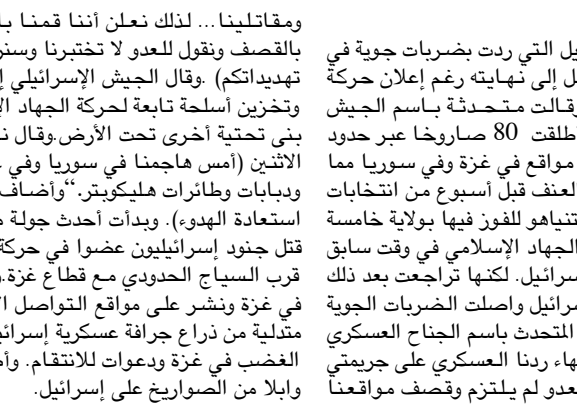 يل التي ردت بضربات جوية في
ل إلى نهايته رغم إعلان حركة
وقالت متحدثة باسم الجيش
أطلقت 80 صاروخا عبر حدود
مواقع في غزة وفي سوريا مما
العنف قبل أسبوع من انتخابات
تنياهو للفوز فيها بولاية خامسة
الجهاد الإسلامي في وقت سابق
سرائيل. لكنها تراجعت بعد ذلك
سرائيل واصلت الضربات الجوية
المتحدث باسم الجناح العسكري
هاء ردنا العسكري على جريمتي
لعدو لم يلتزم وقصف مواقعنا
ومقاتلينا... لذلك نعلن أننا قمنا با
بالقصف ونقول للعدو لا تختبرنا وسنر
تهديداتكم). وقال الجيش الإسرائيلي إ
وتخزين أسلحة تابعة لحركة الجهاد الإ
بنى تحتية أخرى تحت الأرض.وقال ن
الاثنين (أمس هاجمنا في سوريا وفي
ودبابات وطائرات هليكوبتر.“وأضاف
استعادة الهدوء). وبدأت أحدث جولة م
قتل جنود إسرائيليون عضوا في حركة
قرب السياج الحدودي مع قطاع غزة.و
في غزة ونشر على مواقع التواصل ا
متدلية من ذراع جرافة عسكرية إسرائي
الغضب في غزة ودعوات للانتقام. وأم
وابلا من الصواريخ على إسرائيل.